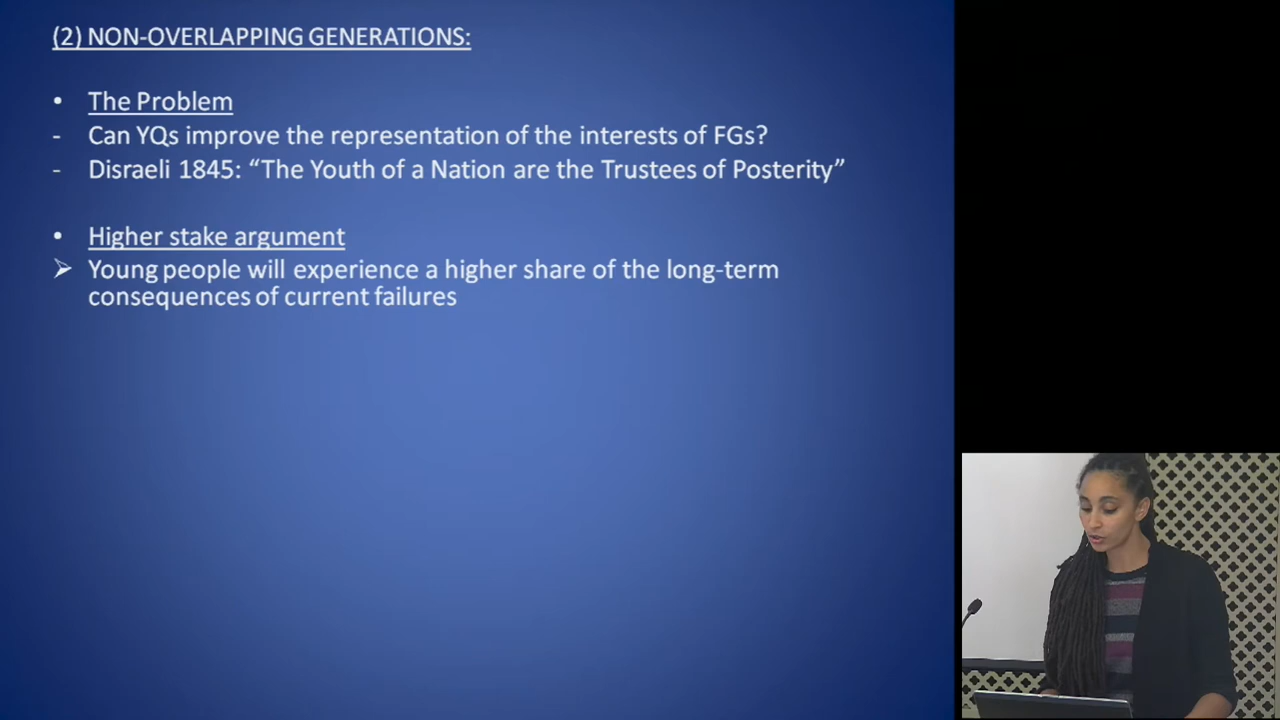 (2) NON-OVERLAPPING GENERATIONS:
• The Problem
- Can YQs improve the representation of the interests of FGs?
- Disraeli 1845: “The Youth of a Nation are the Trustees of Posterity”
• Higher stake argument
➢ Young people will experience a higher share of the long-term
consequences of current failures